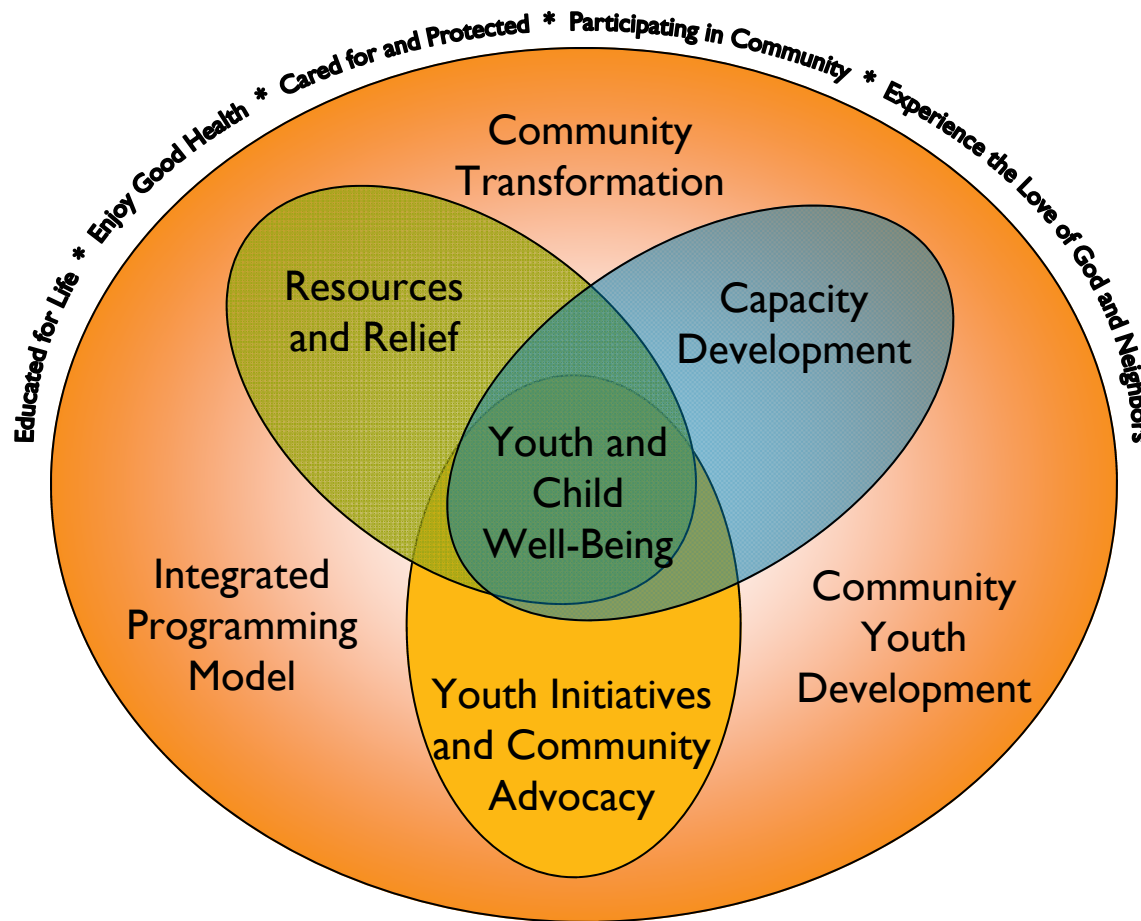 Educated for Life * Enjoy Good Health * Cared for and Protected * Participating in Community * Experience the Love of God and Neighbors
Community
Transformation
Resources
and Relief
Capacity
Development
Youth and
Child
Well-Being
Integrated
Programming
Model
Community
Youth
Development
Youth Initiatives
and Community
Advocacy